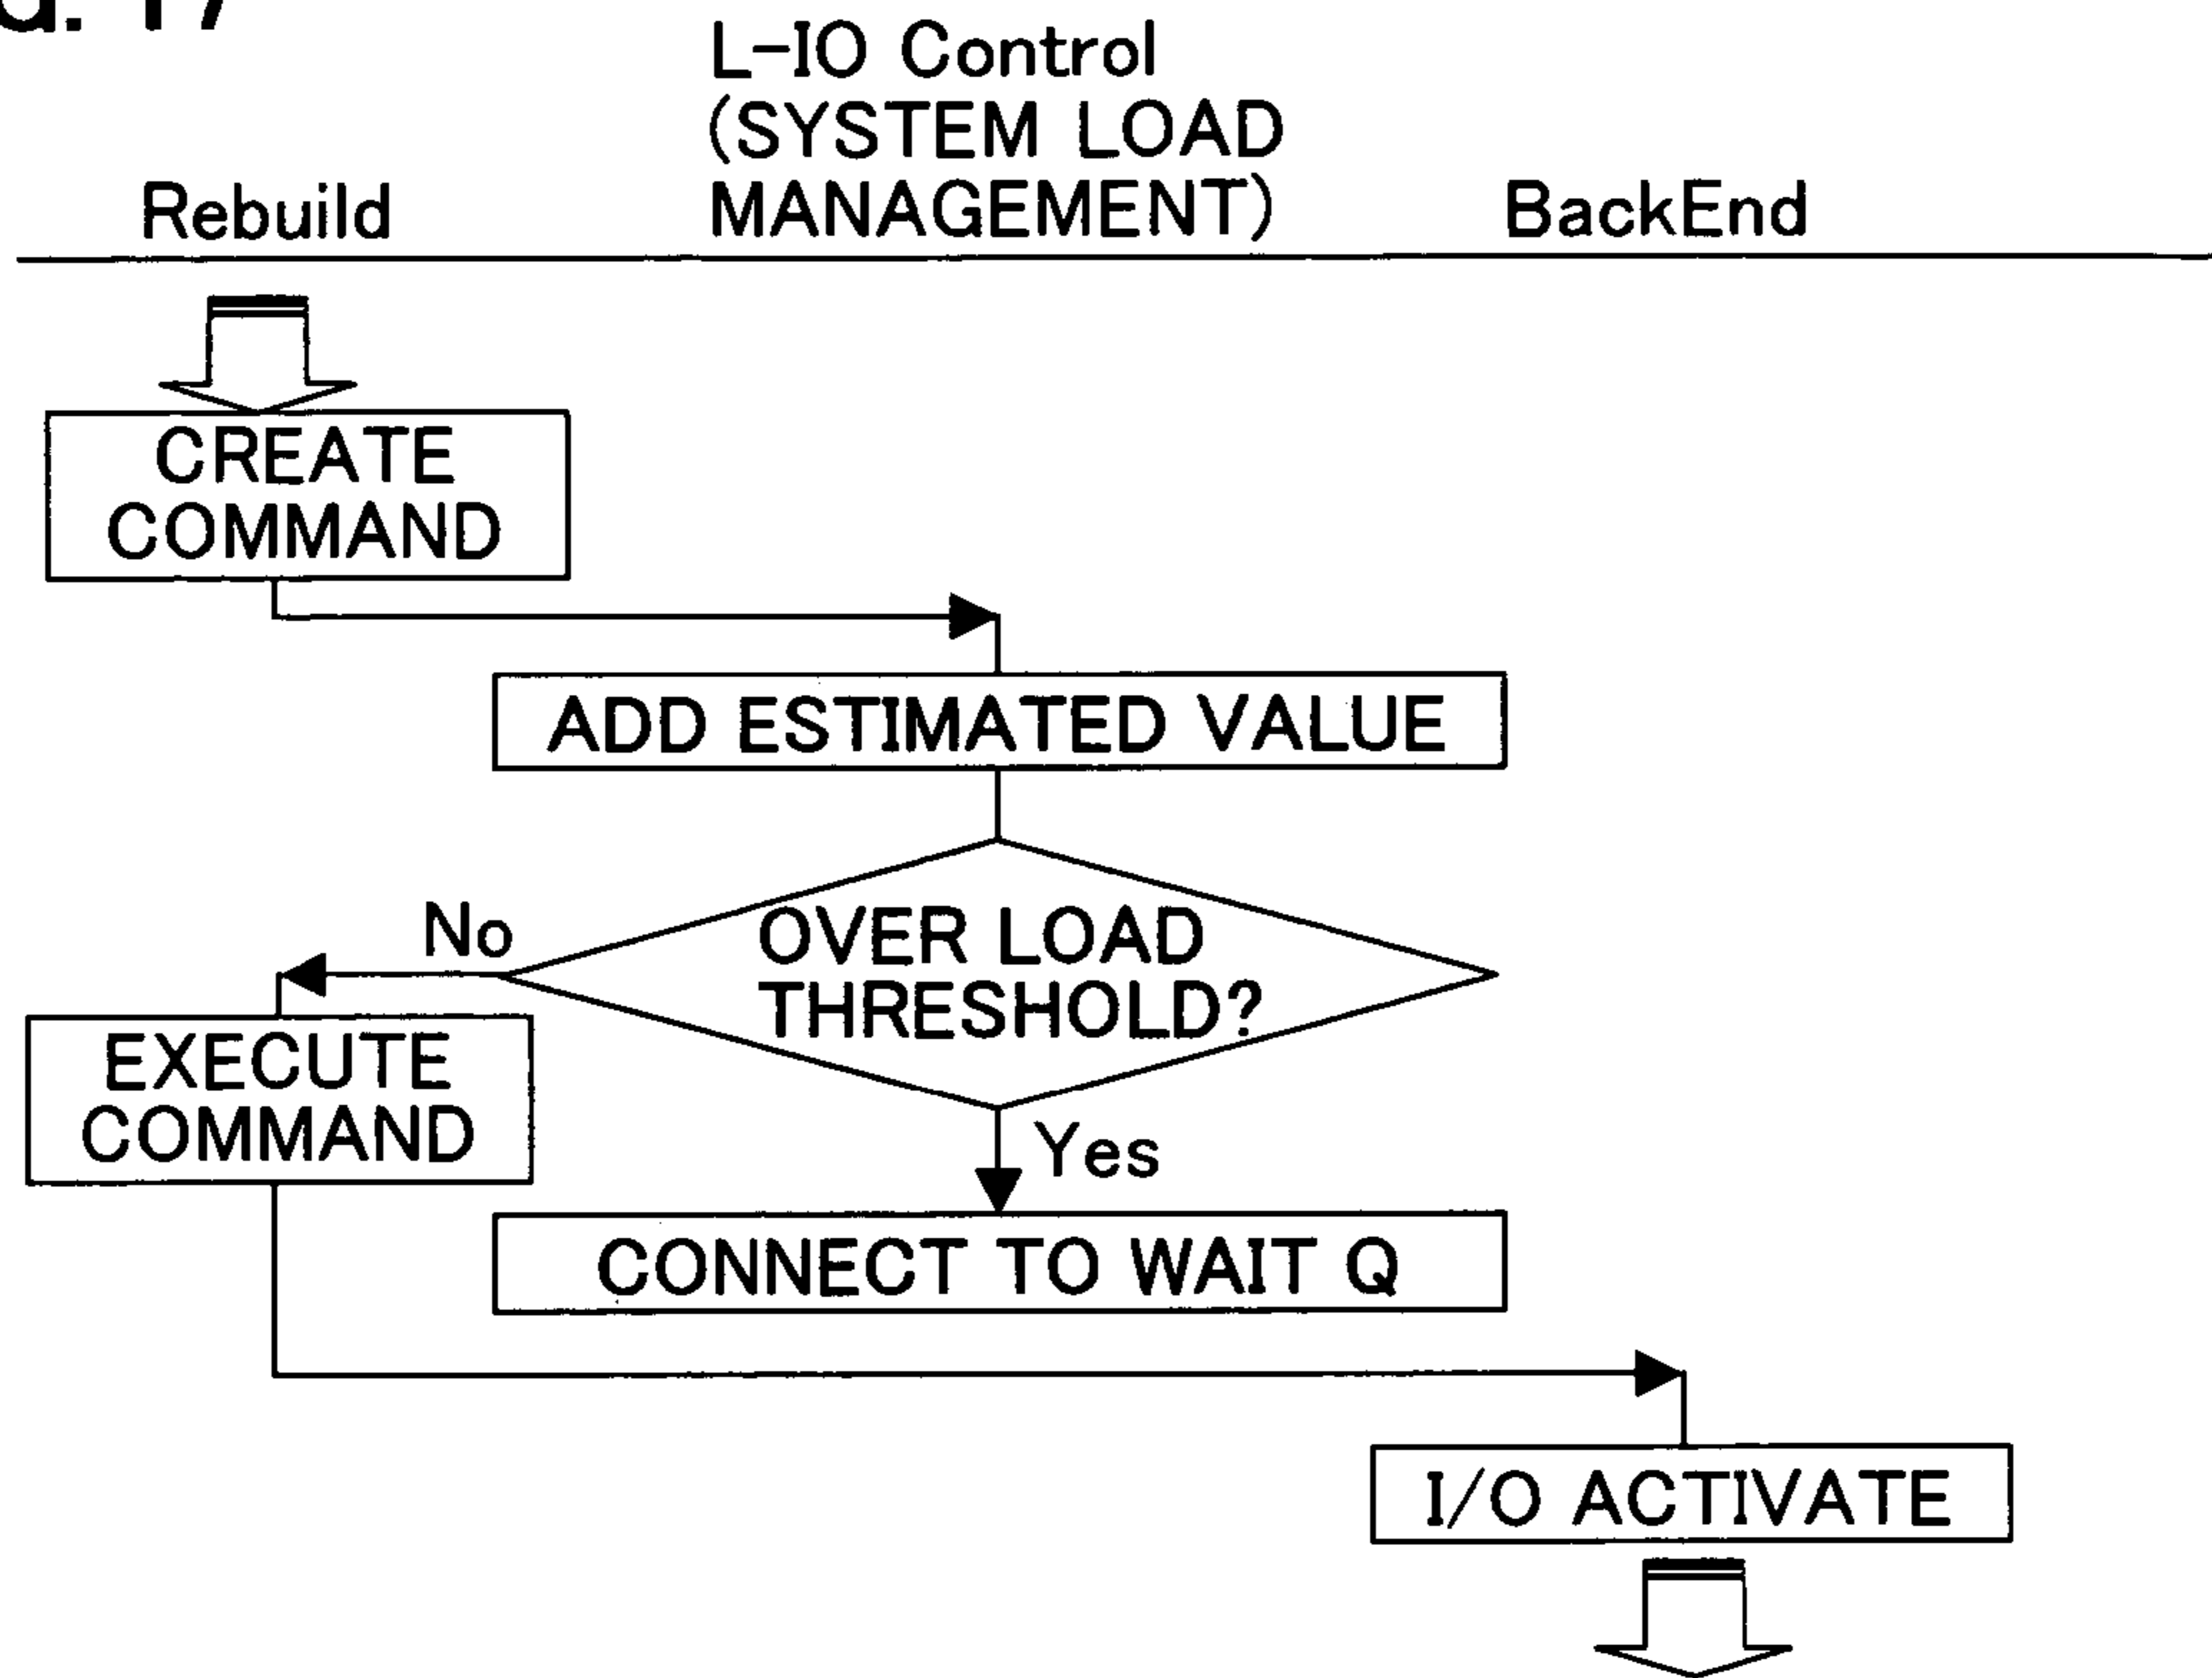 L-IO Control
(SYSTEM LOAD
MANAGEMENT)
Rebuild
BackEnd
CREATE
COMMAND
ADD ESTIMATED VALUE
OVER LOAD
THRESHOLD?
No
EXECUTE
COMMAND
Yes
CONNECT TO WAIT Q
I/O ACTIVATE